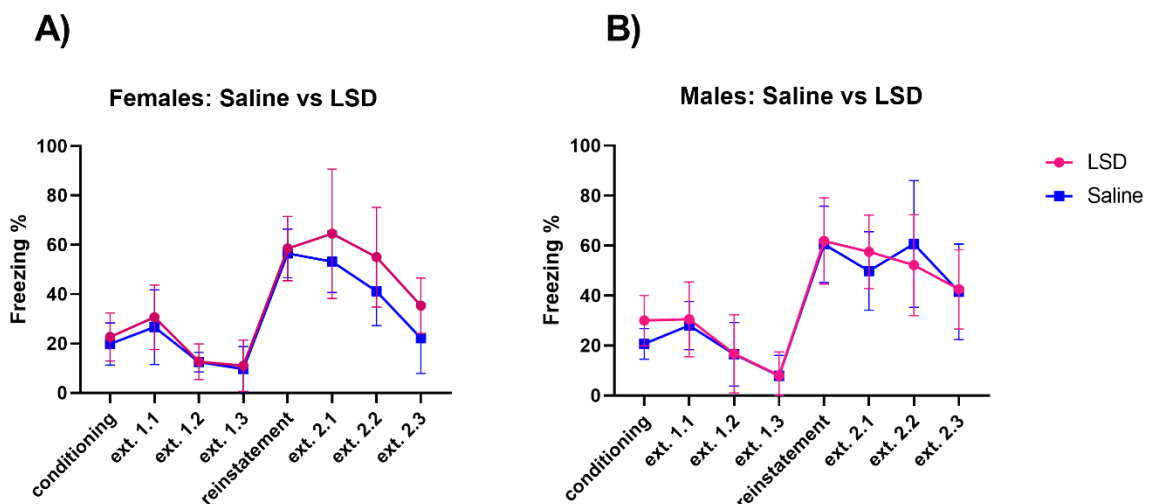 A)
Females: Saline vs LSD
Freezing %
100
80
60
40
20
0
conditioning
ext. 1.1
ext. 1.2
ext. 1.3
reinstatement
ext. 2.1
ext. 2.2
ext. 2.3
B)
Males: Saline vs LSD
Freezing %
100
80
60
40
20
0
conditioning
ext. 1.1
ext. 1.2
ext. 1.3
reinstatement
ext. 2.1
ext. 2.2
ext. 2.3
LSD
Saline